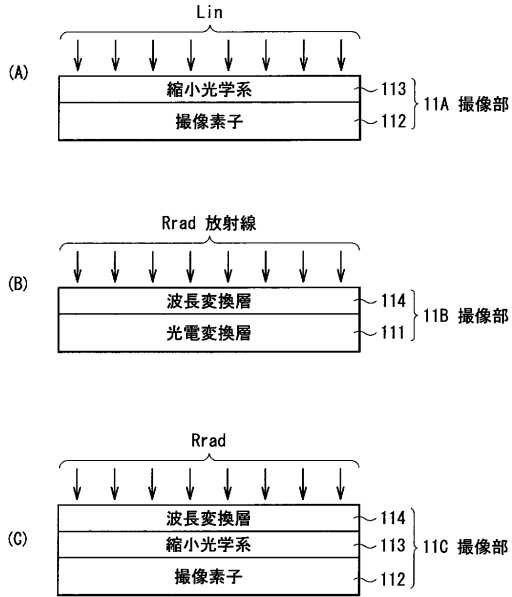 Lin
(A)
縮小光学系 113
撮像素子 112
11A 撮像部
Rrad 放射線
(B)
波長変換層 114
光電変換層 111
11B 撮像部
Rrad
(C)
波長変換層 114
縮小光学系 113
撮像素子 112
11C 撮像部